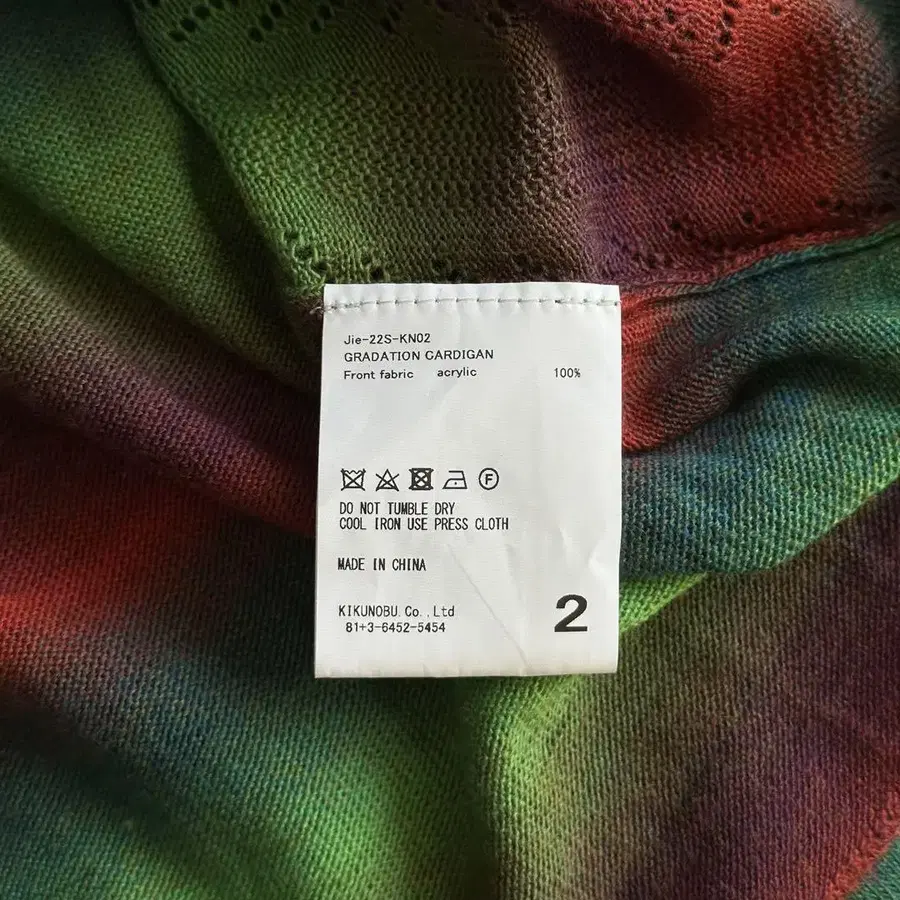 Jie-22S-KN02
GRADATION CARDIGAN
Front fabric acrylic 100%
F
DO NOT TUMBLE DRY
COOL IRON USE PRESS CLOTH
MADE IN CHINA
KIKUNOBU.Co.,Ltd
81+3-6452-5454
2